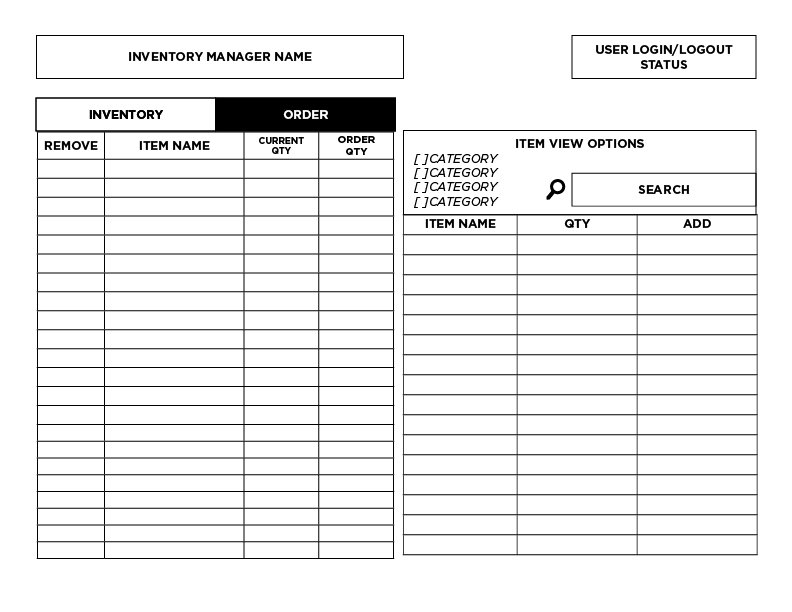 INVENTORY MANAGER NAME
USER LOGIN/LOGOUT
STATUS
INVENTORY
ORDER
REMOVE
ITEM NAME
CURRENT
QTY
ORDER
QTY
ITEM VIEW OPTIONS
[ ]CATEGORY
[ ]CATEGORY
[ ]CATEGORY
[ ]CATEGORY
SEARCH
ITEM NAME
QTY
ADD